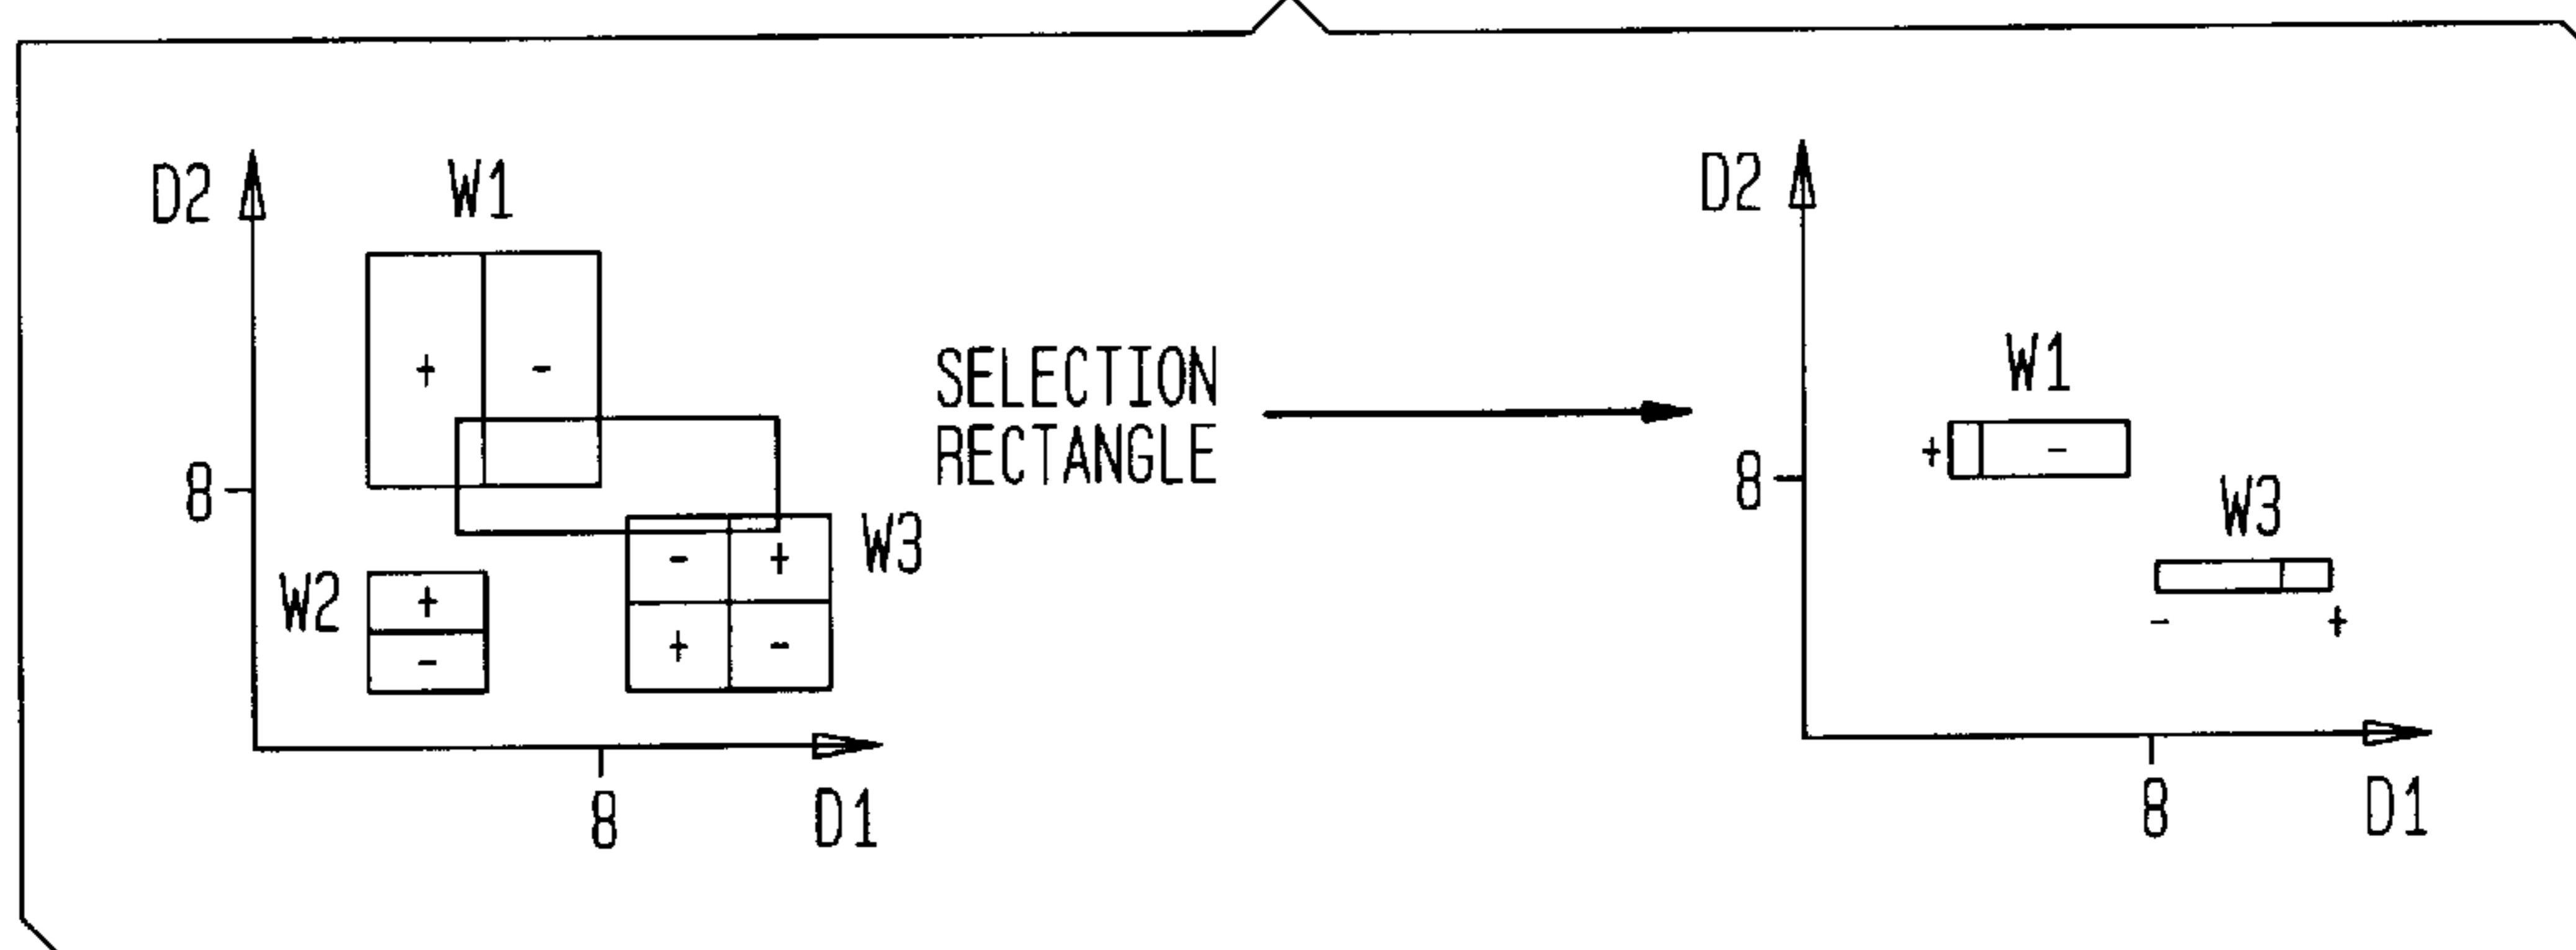 D2
W1
+ -
SELECTION
RECTANGLE
8
W2
+
-
- +
+ -
W3
8
D1
D2
W1
+ -
8
W3
- +
8
D1